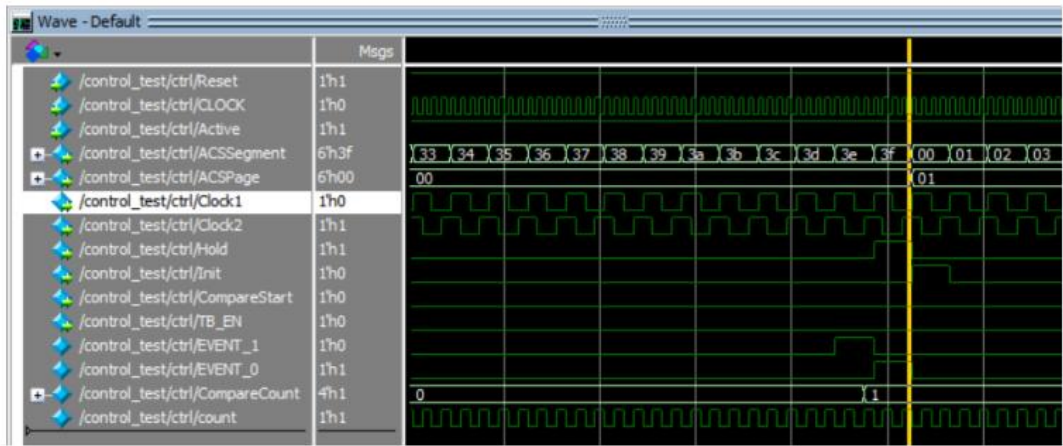 Wave - Default
Msgs
/control_test/ctrl/Reset 1'h1
/control_test/ctrl/CLOCK 1'h0
/control_test/ctrl/Active 1'h1
/control_test/ctrl/ACSSegment 6'h3f 33 34 35 36 37 38 39 3a 3b 3c 3d 3e 3f 00 01 02 03
/control_test/ctrl/ACSPage 6'h00 00 01
/control_test/ctrl/Clock1 1'h0
/control_test/ctrl/Clock2 1'h1
/control_test/ctrl/Hold 1'h1
/control_test/ctrl/Init 1'h0
/control_test/ctrl/CompareStart 1'h0
/control_test/ctrl/TB_EN 1'h0
/control_test/ctrl/EVENT_1 1'h0
/control_test/ctrl/EVENT_0 1'h1
/control_test/ctrl/CompareCount 4'h1 0 1
/control_test/ctrl/count 1'h1